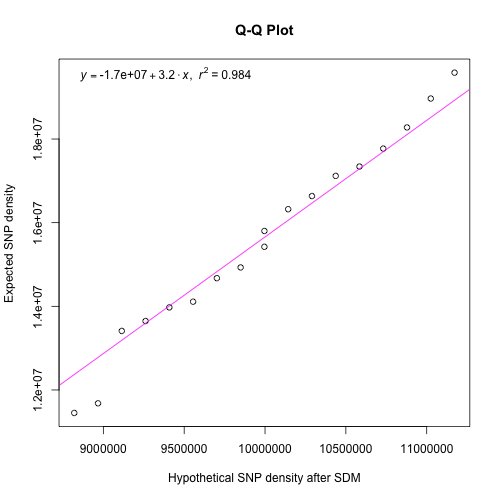 Q-Q Plot
y = -1.7e+07 + 3.2 · x, r² = 0.984
Expected SNP density
1.8e+07
1.6e+07
1.4e+07
1.2e+07
9000000 9500000 10000000 10500000 11000000
Hypothetical SNP density after SDM